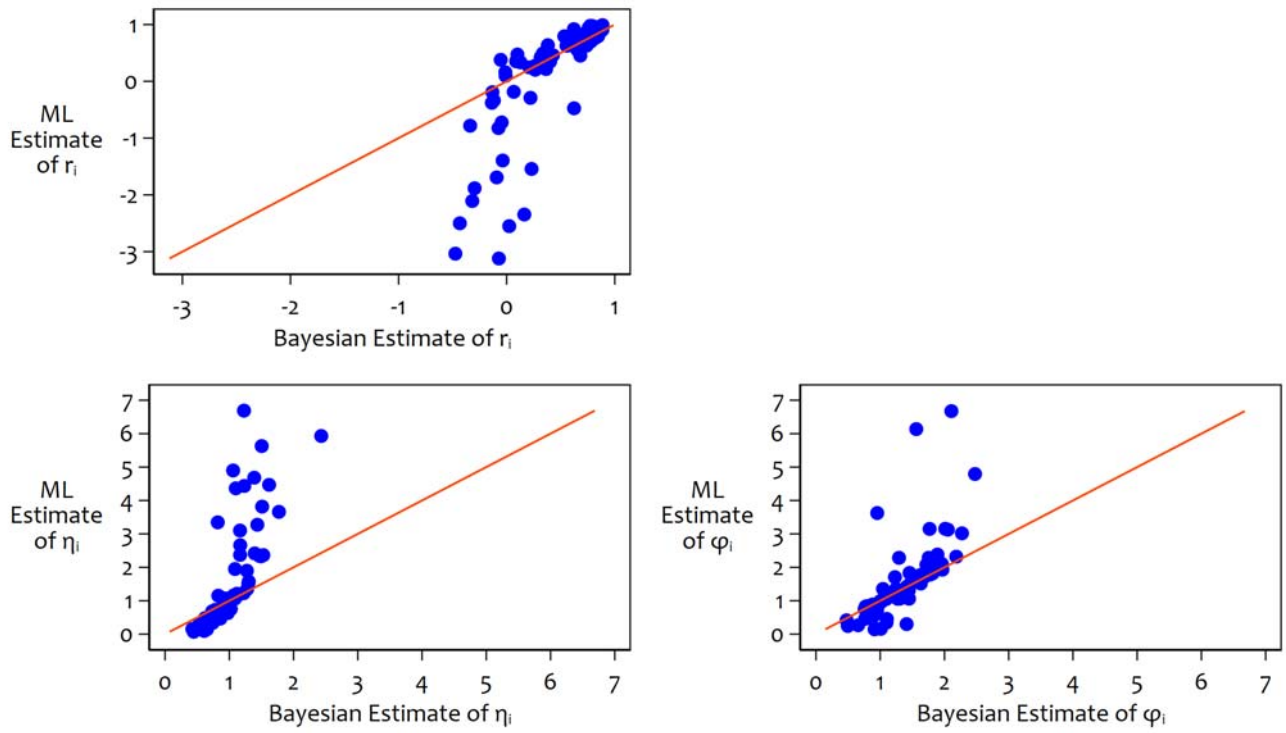 1
0
-1
-2
-3
ML
Estimate
of rᵢ
-3 -2 -1 0 1
Bayesian Estimate of rᵢ
7
6
5
4
3
2
1
0
ML
Estimate
of ηᵢ
0 1 2 3 4 5 6 7
Bayesian Estimate of ηᵢ
7
6
5
4
3
2
1
0
ML
Estimate
of φᵢ
0 1 2 3 4 5 6 7
Bayesian Estimate of φᵢ